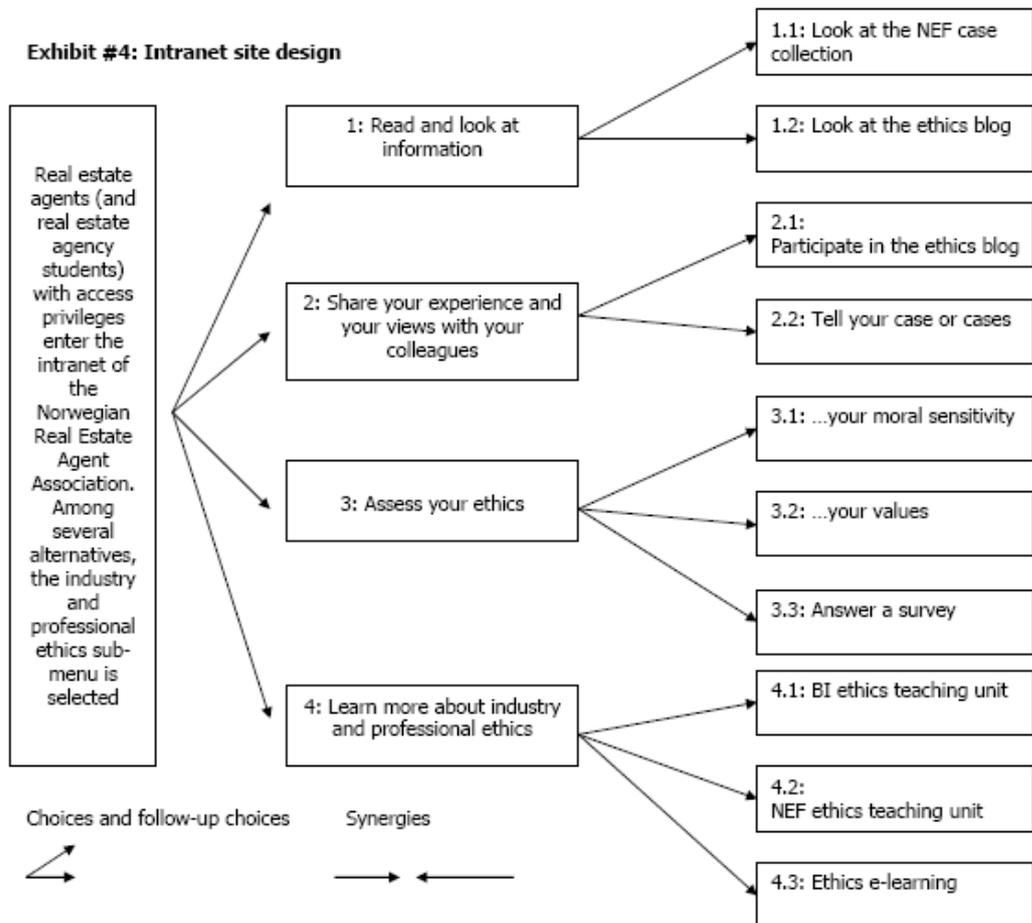 Exhibit #4: Intranet site design
Real estate
agents (and
real estate
agency
students)
with access
privileges
enter the
intranet of
the
Norwegian
Real Estate
Agent
Association.
Among
several
alternatives,
the industry
and
professional
ethics sub-
menu is
selected
1: Read and look at
information
2: Share your experience and
your views with your
colleagues
3: Assess your ethics
4: Learn more about industry
and professional ethics
1.1: Look at the NEF case
collection
1.2: Look at the ethics blog
2.1:
Participate in the ethics blog
2.2: Tell your case or cases
3.1: ...your moral sensitivity
3.2: ...your values
3.3: Answer a survey
4.1: BI ethics teaching unit
4.2:
NEF ethics teaching unit
4.3: Ethics e-learning
Choices and follow-up choices
Synergies